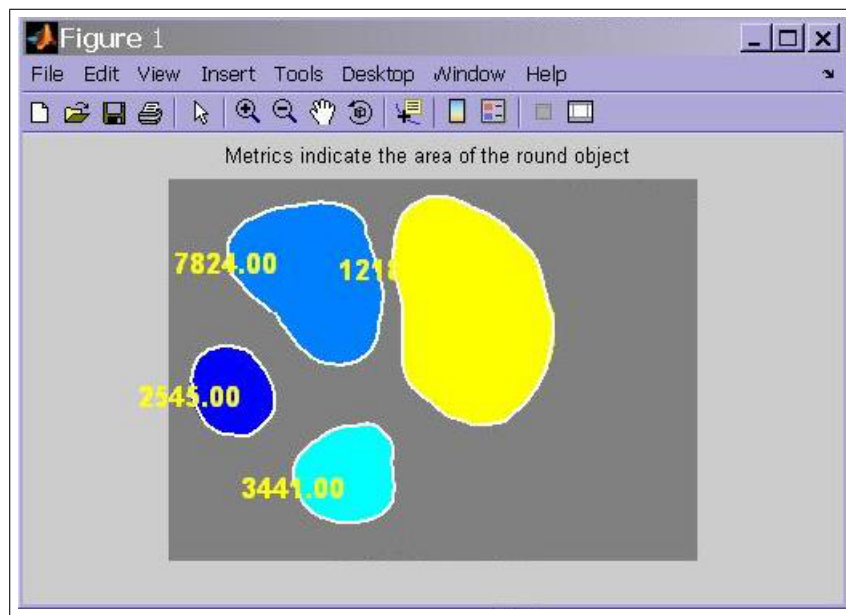 Figure 1
File Edit View Insert Tools Desktop Window Help
Metrics indicate the area of the round object
7824.00
1218
2545.00
3441.00